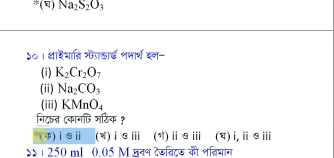 *(ঘ) Na₂S₂O₃
১০। প্রাইমারি স্ট্যান্ডার্ড পদার্থ হল–
(i) K₂Cr₂O₇
(ii) Na₂CO₃
(iii) KMnO₄
নিচের কোনটি সঠিক ?
*(ক) i ও ii (খ) i ও iii (গ) ii ও iii (ঘ) i, ii ও iii
১১। 250 ml 0.05 M দ্রবণ তৈরিতে কী পরিমান